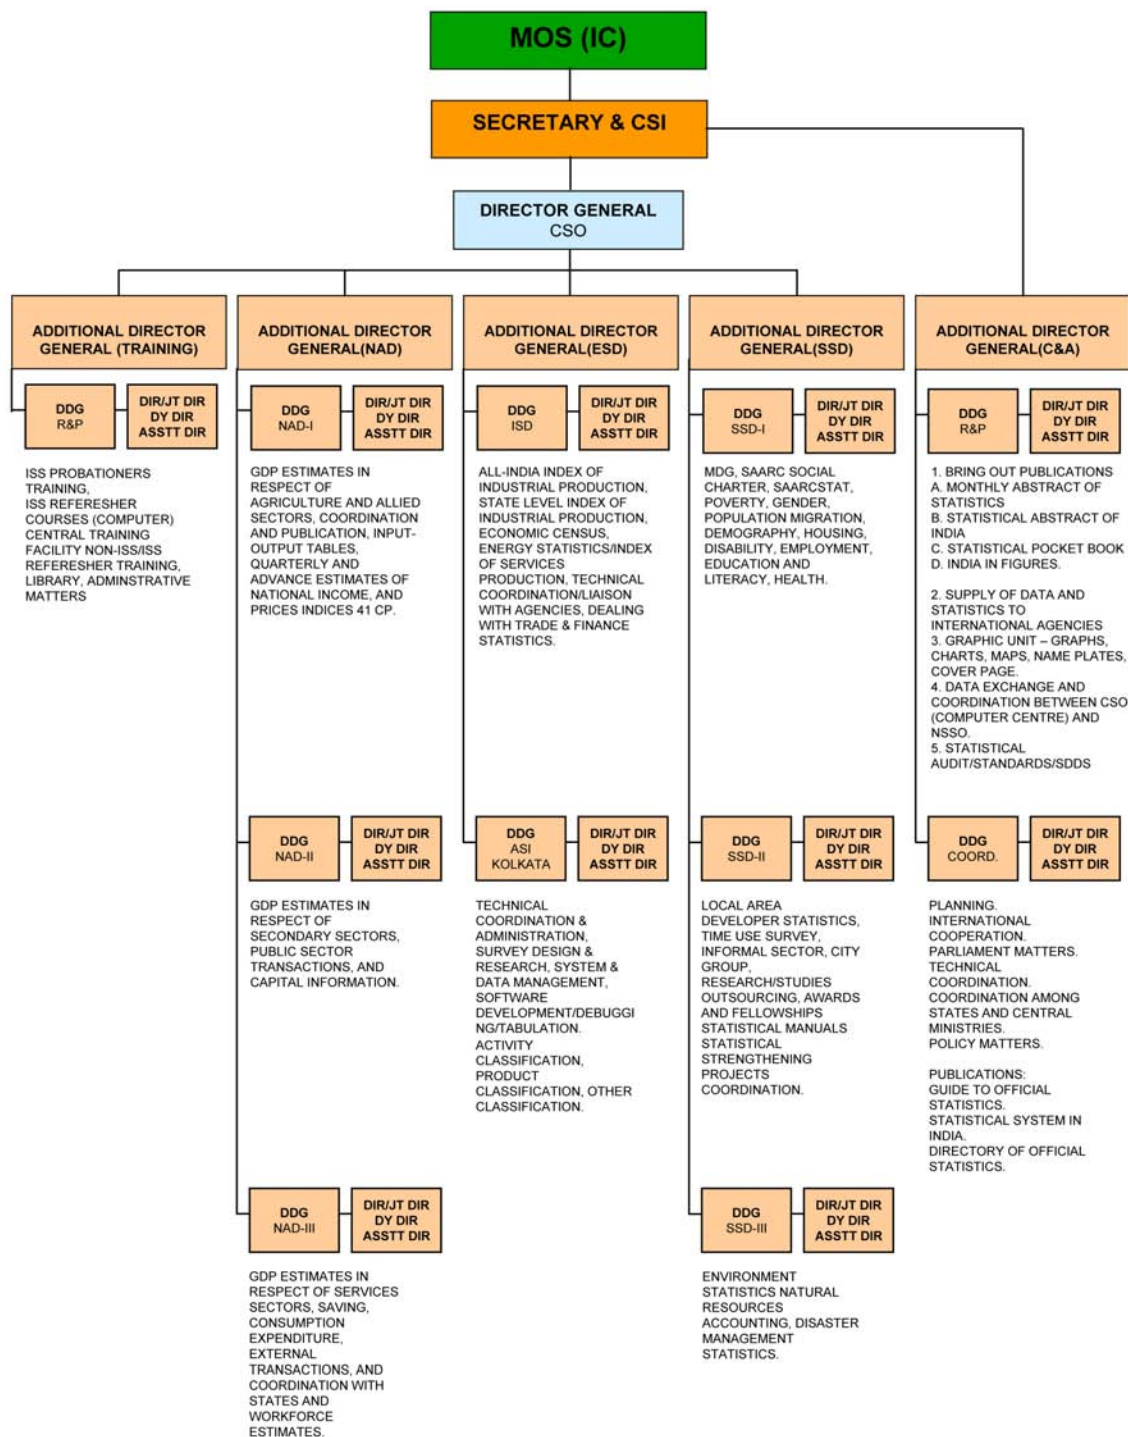 MOS (IC)
SECRETARY & CSI
DIRECTOR GENERAL
CSO
ADDITIONAL DIRECTOR
GENERAL (TRAINING)
DDG
R&P
DIR/JT DIR
DY DIR
ASSTT DIR
ISS PROBATIONERS
TRAINING,
ISS REFERESHER
COURSES (COMPUTER)
CENTRAL TRAINING
FACILITY NON-ISS/ISS
REFERESHER TRAINING,
LIBRARY, ADMINSTRATIVE
MATTERS
ADDITIONAL DIRECTOR
GENERAL(NAD)
DDG
NAD-I
DIR/JT DIR
DY DIR
ASSTT DIR
GDP ESTIMATES IN
RESPECT OF
AGRICULTURE AND ALLIED
SECTORS, COORDINATION
AND PUBLICATION, INPUT-
OUTPUT TABLES,
QUARTERLY AND
ADVANCE ESTIMATES OF
NATIONAL INCOME, AND
PRICES INDICES 41 CP.
DDG
NAD-II
DIR/JT DIR
DY DIR
ASSTT DIR
GDP ESTIMATES IN
RESPECT OF
SECONDARY SECTORS,
PUBLIC SECTOR
TRANSACTIONS, AND
CAPITAL INFORMATION.
DDG
NAD-III
DIR/JT DIR
DY DIR
ASSTT DIR
GDP ESTIMATES IN
RESPECT OF SERVICES
SECTORS, SAVING,
CONSUMPTION
EXPENDITURE,
EXTERNAL
TRANSACTIONS, AND
COORDINATION WITH
STATES AND
WORKFORCE
ESTIMATES.
ADDITIONAL DIRECTOR
GENERAL(ESD)
DDG
ISD
DIR/JT DIR
DY DIR
ASSTT DIR
ALL-INDIA INDEX OF
INDUSTRIAL PRODUCTION,
STATE LEVEL INDEX OF
INDUSTRIAL PRODUCTION,
ECONOMIC CENSUS,
ENERGY STATISTICS/INDEX
OF SERVICES
PRODUCTION, TECHNICAL
COORDINATION/LIAISON
WITH AGENCIES, DEALING
WITH TRADE & FINANCE
STATISTICS.
DDG
ASI
KOLKATA
DIR/JT DIR
DY DIR
ASSTT DIR
TECHNICAL
COORDINATION &
ADMINISTRATION,
SURVEY DESIGN &
RESEARCH, SYSTEM &
DATA MANAGEMENT,
SOFTWARE
DEVELOPMENT/DEBUGGI
NG/TABULATION.
ACTIVITY
CLASSIFICATION,
PRODUCT
CLASSIFICATION, OTHER
CLASSIFICATION.
ADDITIONAL DIRECTOR
GENERAL(SSD)
DDG
SSD-I
DIR/JT DIR
DY DIR
ASSTT DIR
MDG, SAARC SOCIAL
CHARTER, SAARCSTAT,
POVERTY, GENDER,
POPULATION MIGRATION,
DEMOGRAPHY, HOUSING,
DISABILITY, EMPLOYMENT,
EDUCATION AND
LITERACY, HEALTH.
DDG
SSD-II
DIR/JT DIR
DY DIR
ASSTT DIR
LOCAL AREA
DEVELOPER STATISTICS,
TIME USE SURVEY,
INFORMAL SECTOR, CITY
GROUP,
RESEARCH/STUDIES
OUTSOURCING, AWARDS
AND FELLOWSHIPS
STATISTICAL MANUALS
STATISTICAL
STRENGTHENING
PROJECTS
COORDINATION.
DDG
SSD-III
DIR/JT DIR
DY DIR
ASSTT DIR
ENVIRONMENT
STATISTICS NATURAL
RESOURCES
ACCOUNTING, DISASTER
MANAGEMENT
STATISTICS.
ADDITIONAL DIRECTOR
GENERAL(C&A)
DDG
R&P
DIR/JT DIR
DY DIR
ASSTT DIR
1. BRING OUT PUBLICATIONS
A. MONTHLY ABSTRACT OF
STATISTICS
B. STATISTICAL ABSTRACT OF
INDIA
C. STATISTICAL POCKET BOOK
D. INDIA IN FIGURES.
2. SUPPLY OF DATA AND
STATISTICS TO
INTERNATIONAL AGENCIES
3. GRAPHIC UNIT – GRAPHS,
CHARTS, MAPS, NAME PLATES,
COVER PAGE.
4. DATA EXCHANGE AND
COORDINATION BETWEEN CSO
(COMPUTER CENTRE) AND
NSSO.
5. STATISTICAL
AUDIT/STANDARDS/SDDS
DDG
COORD.
DIR/JT DIR
DY DIR
ASSTT DIR
PLANNING.
INTERNATIONAL
COOPERATION.
PARLIAMENT MATTERS.
TECHNICAL
COORDINATION.
COORDINATION AMONG
STATES AND CENTRAL
MINISTRIES.
POLICY MATTERS.
PUBLICATIONS:
GUIDE TO OFFICIAL
STATISTICS.
STATISTICAL SYSTEM IN
INDIA.
DIRECTORY OF OFFICIAL
STATISTICS.